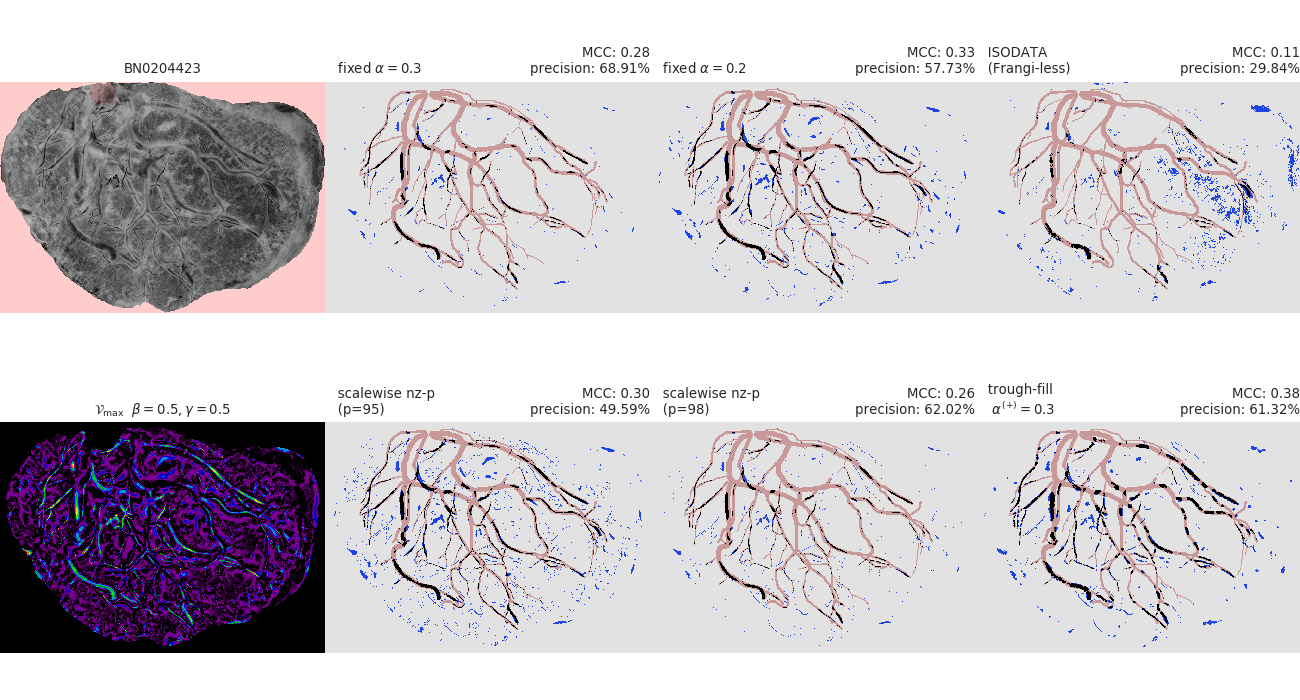 BN0204423
fixed α = 0.3
MCC: 0.28
precision: 68.91%
fixed α = 0.2
MCC: 0.33
precision: 57.73%
ISODATA
(Frangi-less)
MCC: 0.11
precision: 29.84%
𝒱max β = 0.5, γ = 0.5
scalewise nz-p
(p=95)
MCC: 0.30
precision: 49.59%
scalewise nz-p
(p=98)
MCC: 0.26
precision: 62.02%
trough-fill
α(+) = 0.3
MCC: 0.38
precision: 61.32%